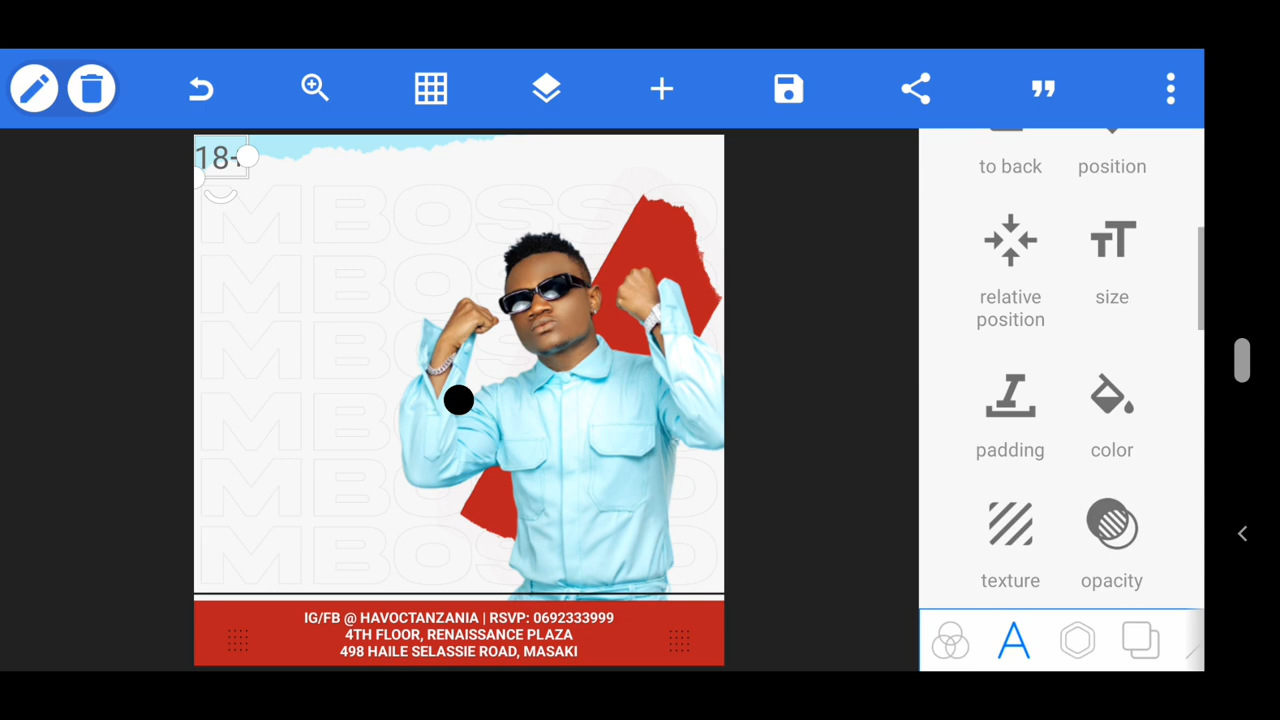 18+
to back
position
relative
position
size
padding
color
texture
opacity
MBOSSO
MBOSSO
MBOSSO
MBOSSO
MBOSSO
MBOSSO
IG/FB @ HAVOCTANZANIA | RSVP: 0692333999
4TH FLOOR, RENAISSANCE PLAZA
498 HAILE SELASSIE ROAD, MASAKI